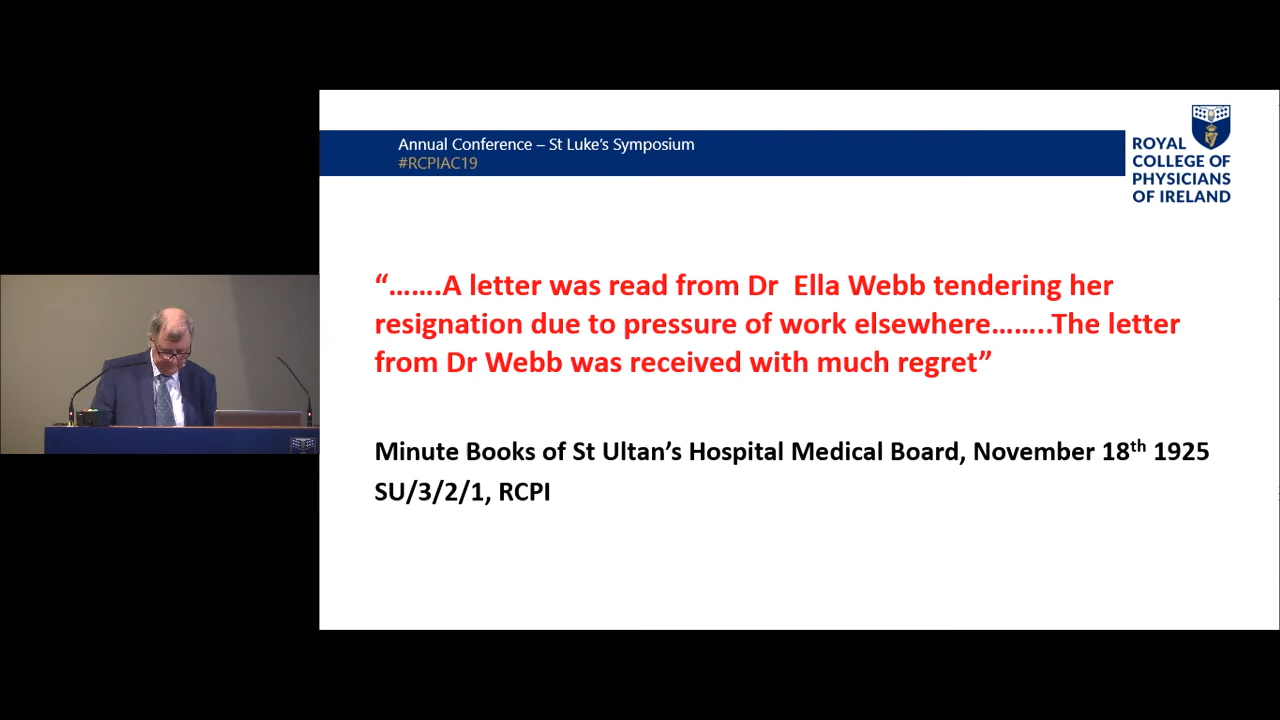 Annual Conference – St Luke's Symposium
#RCPIAC19
ROYAL
COLLEGE OF
PHYSICIANS
OF IRELAND
“…….A letter was read from Dr  Ella Webb tendering her
resignation due to pressure of work elsewhere……..The letter
from Dr Webb was received with much regret”
Minute Books of St Ultan’s Hospital Medical Board, November 18th 1925
SU/3/2/1, RCPI